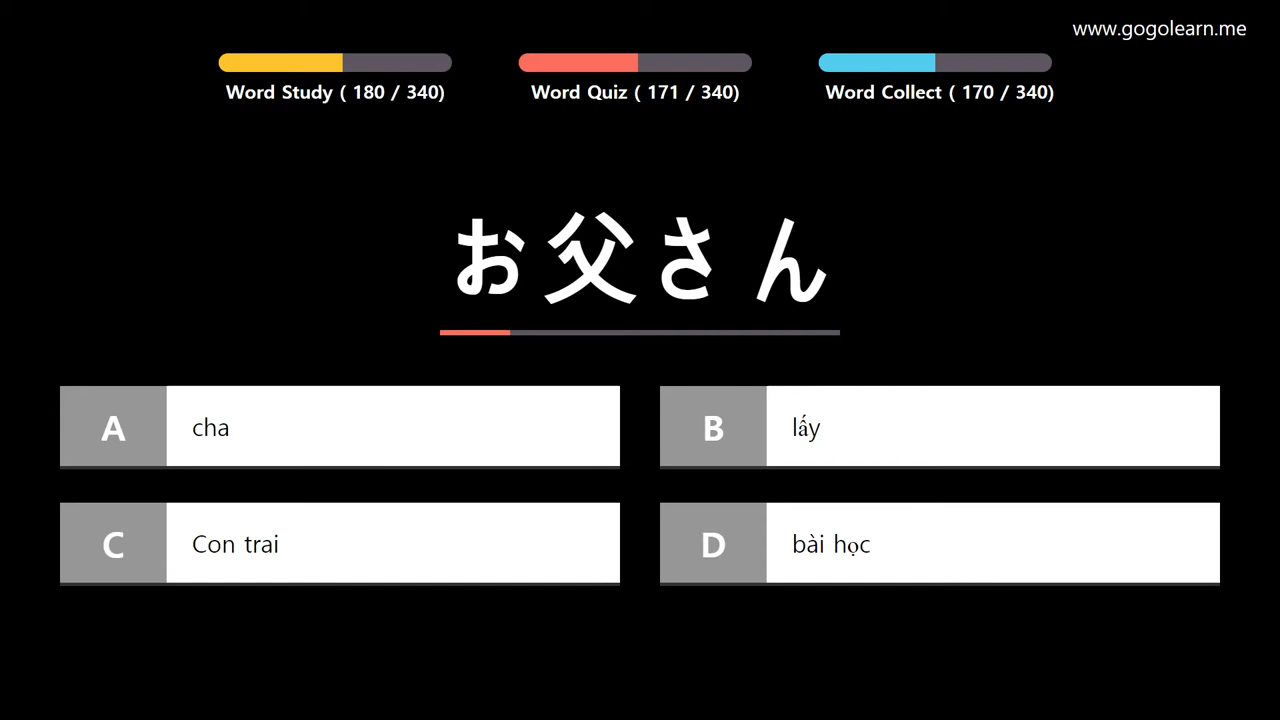 www.gogolearn.me
Word Study ( 180 / 340)
Word Quiz ( 171 / 340)
Word Collect ( 170 / 340)
お父さん
A
cha
B
lấy
C
Con trai
D
bài học